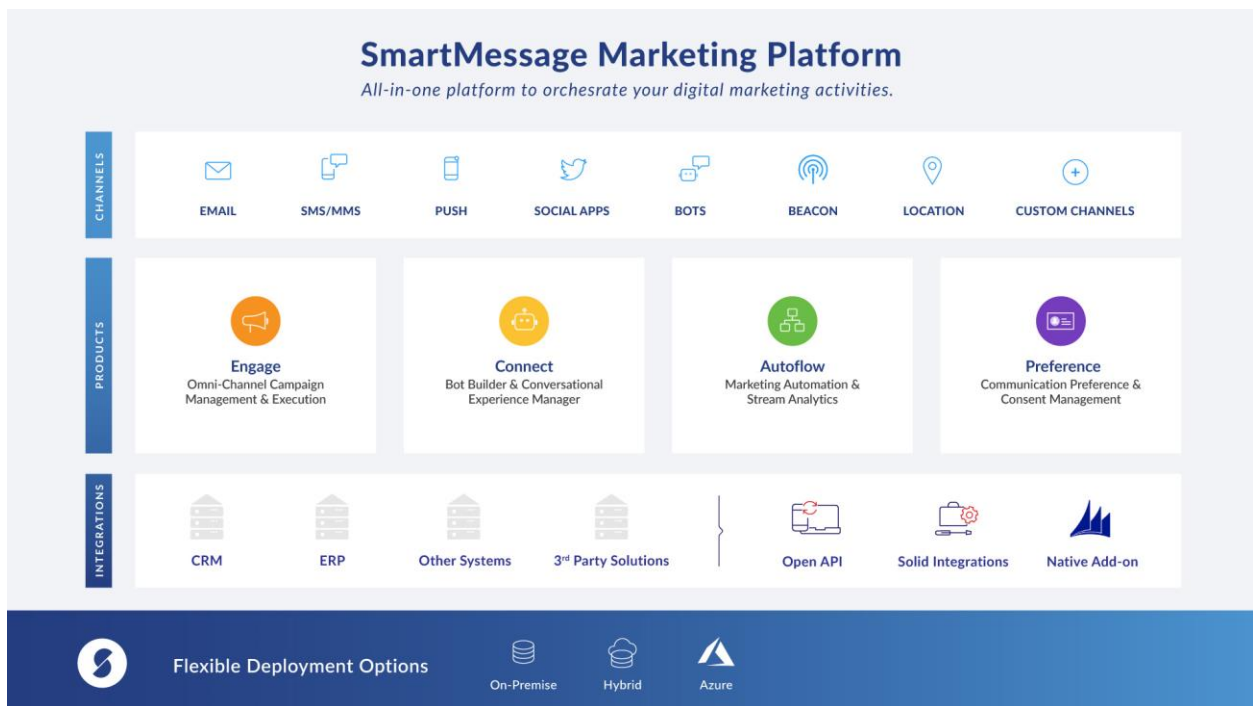 SmartMessage Marketing Platform
All-in-one platform to orchesrate your digital marketing activities.
CHANNELS
EMAIL
SMS/MMS
PUSH
SOCIAL APPS
BOTS
BEACON
LOCATION
CUSTOM CHANNELS
PRODUCTS
Engage
Omni-Channel Campaign
Management & Execution
Connect
Bot Builder & Conversational
Experience Manager
Autoflow
Marketing Automation &
Stream Analytics
Preference
Communication Preference &
Consent Management
INTEGRATIONS
CRM
ERP
Other Systems
3rd Party Solutions
Open API
Solid Integrations
Native Add-on
Flexible Deployment Options
On-Premise
Hybrid
Azure